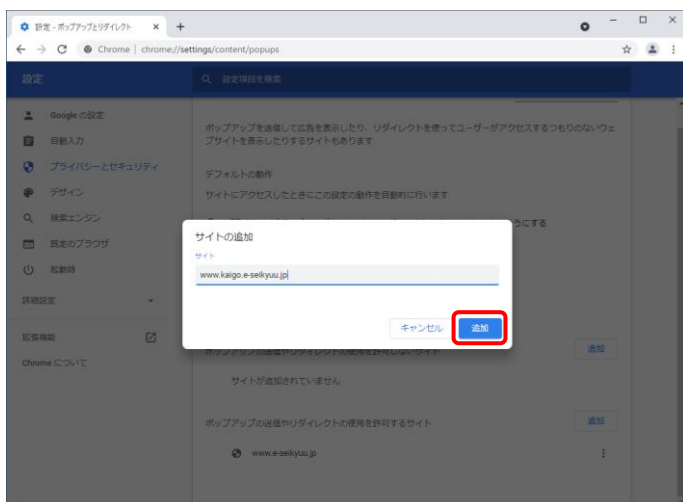 設定 - ポップアップとリダイレクト
Chrome | chrome://settings/content/popups
設定
設定項目を検索
Google の設定
自動入力
プライバシーとセキュリティ
デザイン
検索エンジン
既定のブラウザ
起動時
詳細設定
拡張機能
Chrome について
ポップアップを送信して広告を表示したり、リダイレクトを使ってユーザーがアクセスするつもりのないウェ
ブサイトを表示したりするサイトもあります
デフォルトの動作
サイトにアクセスしたときにこの設定の動作を自動的に行います
うにする
サイトの追加
サイト
www.kaigo.e-seikyuu.jp
キャンセル
追加
ポップアップの送信やリダイレクトの使用を許可しないサイト
追加
サイトが追加されていません
ポップアップの送信やリダイレクトの使用を許可するサイト
追加
www.e-seikyuu.jp